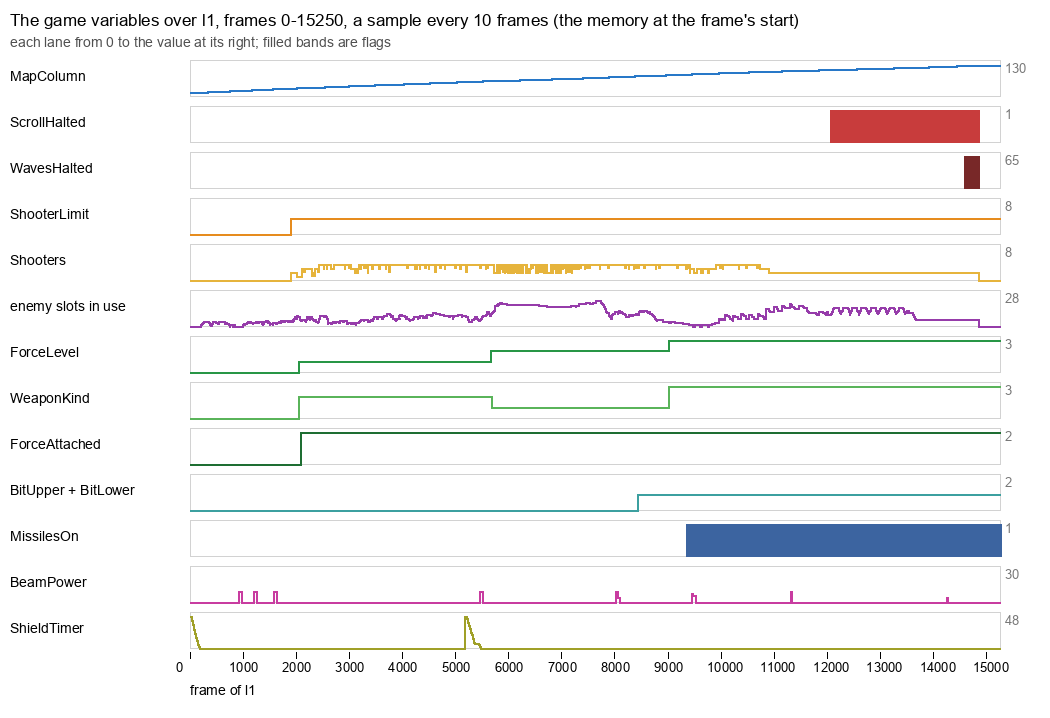 The game variables over l1, frames 0-15250, a sample every 10 frames (the memory at the frame's start)
each lane from 0 to the value at its right; filled bands are flags
MapColumn 130
ScrollHalted 1
WavesHalted 65
ShooterLimit 8
Shooters 8
enemy slots in use 28
ForceLevel 3
WeaponKind 3
ForceAttached 2
BitUpper + BitLower 2
MissilesOn 1
BeamPower 30
ShieldTimer 48
0 1000 2000 3000 4000 5000 6000 7000 8000 9000 10000 11000 12000 13000 14000 15000
frame of l1